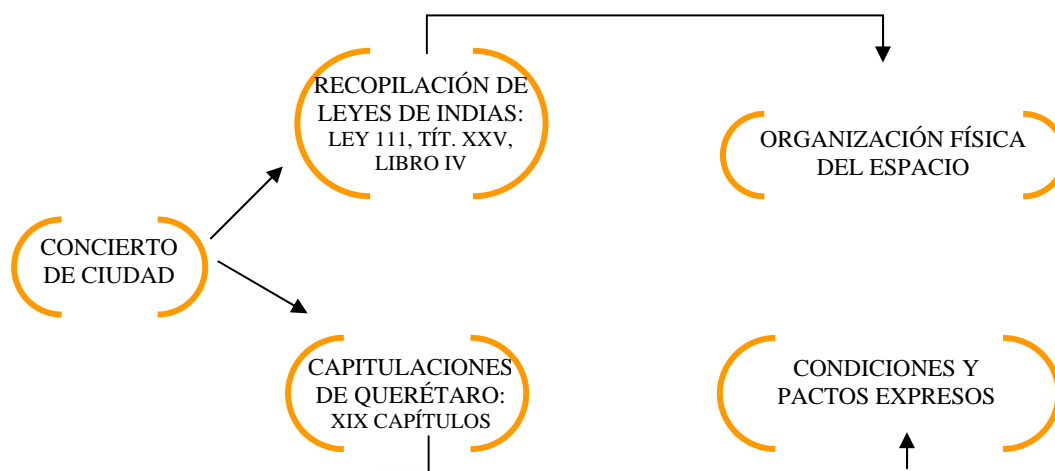 RECOPILACIÓN DE
LEYES DE INDIAS:
LEY 111, TÍT. XXV,
LIBRO IV
ORGANIZACIÓN FÍSICA
DEL ESPACIO
CONCIERTO
DE CIUDAD
CAPITULACIONES
DE QUERÉTARO:
XIX CAPÍTULOS
CONDICIONES Y
PACTOS EXPRESOS